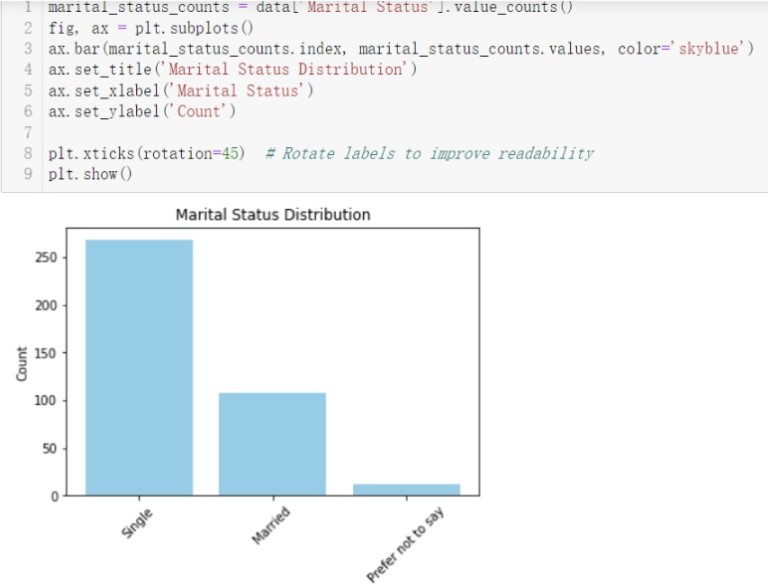 1 marital_status_counts = data['Marital Status'].value_counts()
2 fig, ax = plt.subplots()
3 ax.bar(marital_status_counts.index, marital_status_counts.values, color='skyblue')
4 ax.set_title('Marital Status Distribution')
5 ax.set_xlabel('Marital Status')
6 ax.set_ylabel('Count')
7
8 plt.xticks(rotation=45)  # Rotate labels to improve readability
9 plt.show()
Marital Status Distribution
Count
250
200
150
100
50
0
Single
Married
Prefer not to say